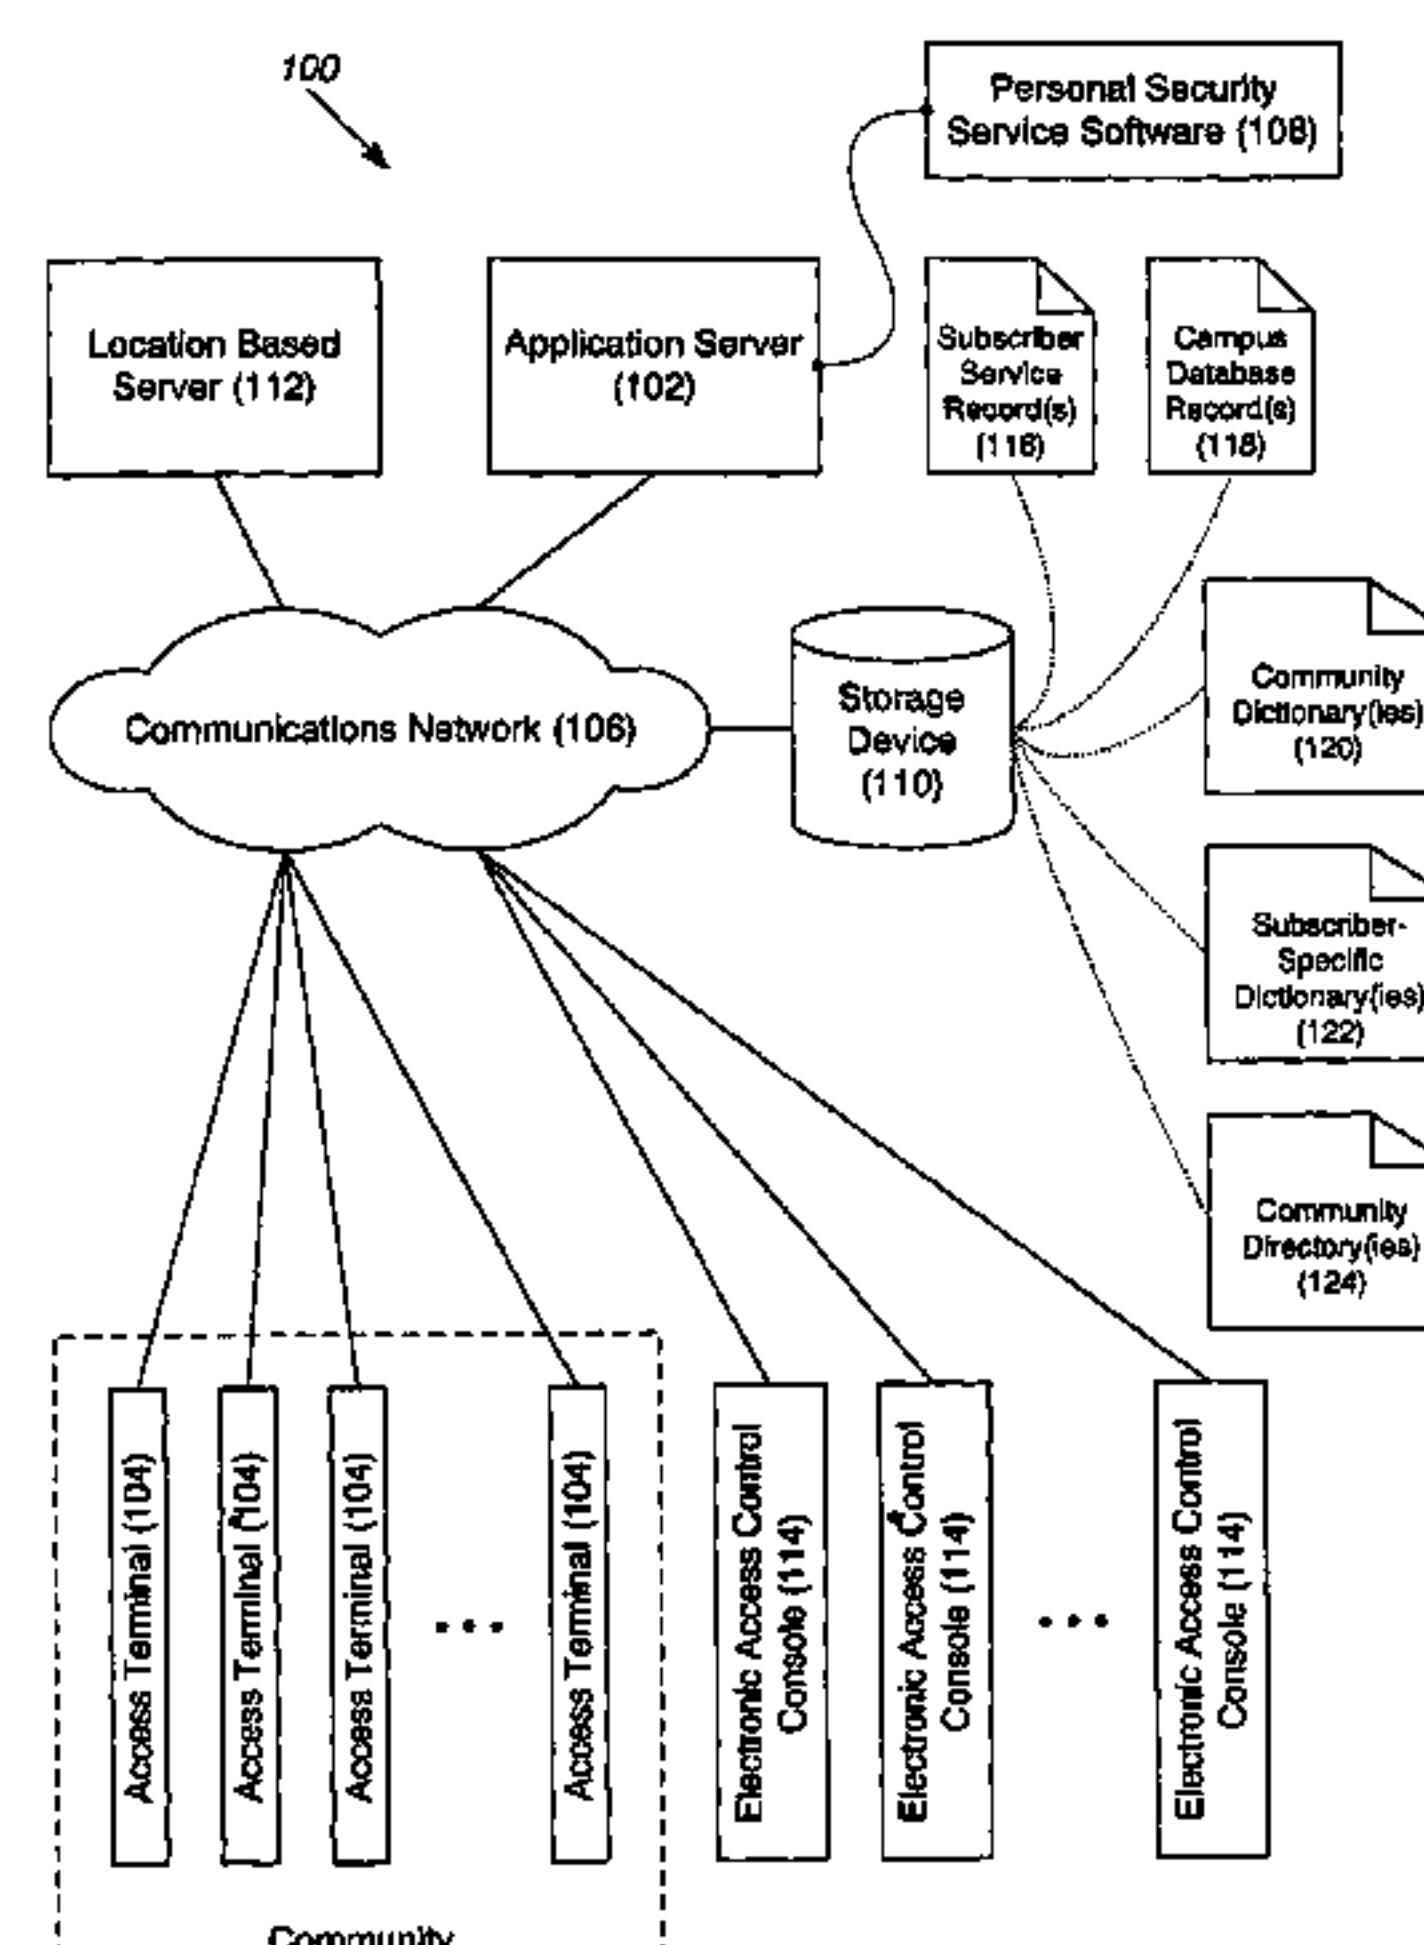 100
Personal Security
Service Software (108)
Location Based
Server (112)
Application Server
(102)
Subscriber
Service
Record(s)
(116)
Campus
Database
Record(s)
(118)
Communications Network (106)
Storage
Device
(110)
Community
Dictionary(ies)
(120)
Subscriber-
Specific
Dictionary(ies)
(122)
Community
Directory(ies)
(124)
Access Terminal (104)
Access Terminal (104)
Access Terminal (104)
• • •
Access Terminal (104)
Electronic Access Control
Console (114)
Electronic Access Control
Console (114)
• • •
Electronic Access Control
Console (114)
Community